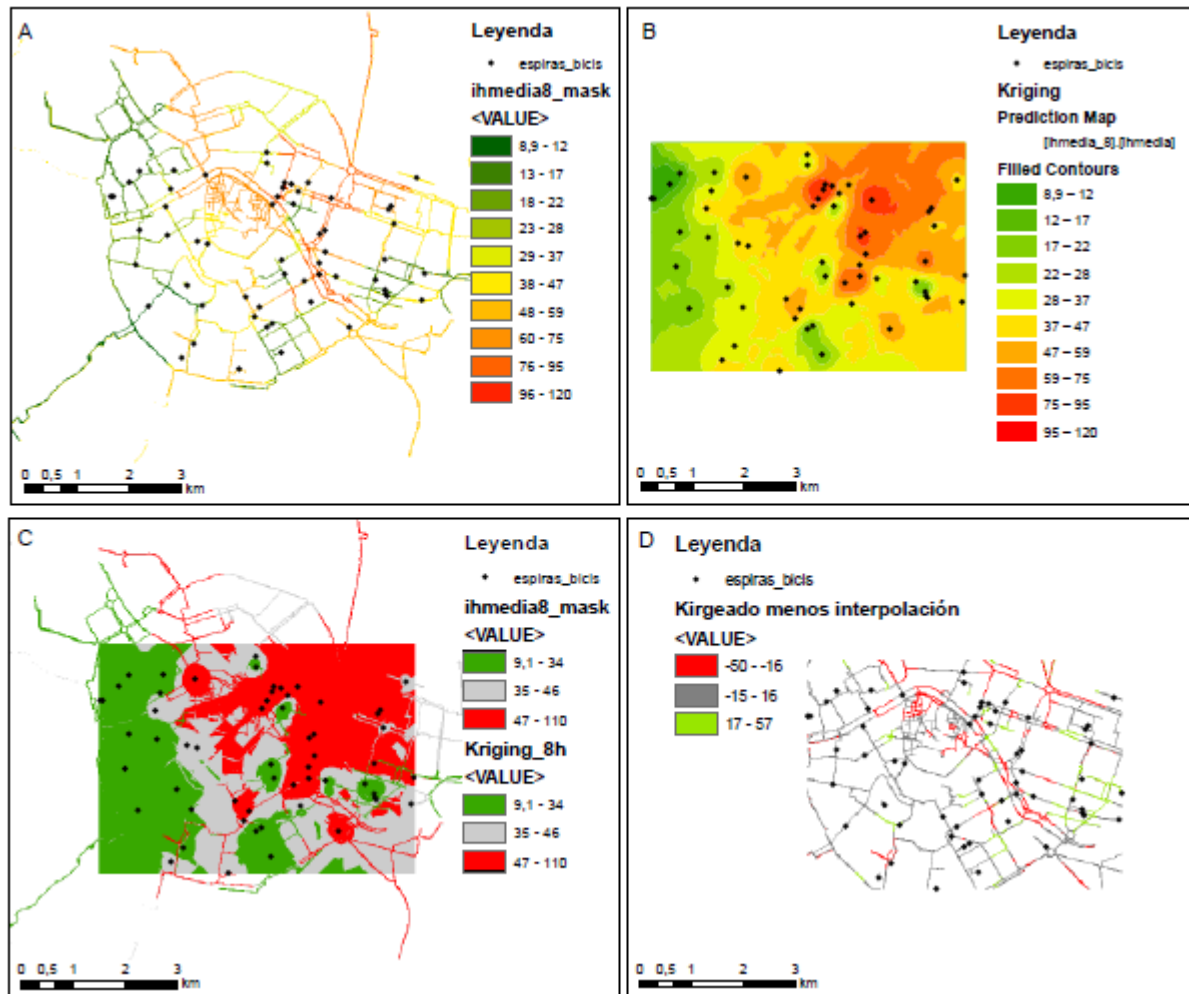 A
Leyenda
espiras_bicis
ihmedia8_mask
<VALUE>
8,9 - 12
13 - 17
18 - 22
23 - 28
29 - 37
38 - 47
48 - 59
60 - 75
76 - 95
96 - 120
0 0,5 1 2 3
km
B
Leyenda
espiras_bicis
Kriging
Prediction Map
[ihmedia_8].[ihmedia]
Filled Contours
8,9 – 12
12 – 17
17 – 22
22 – 28
28 – 37
37 – 47
47 – 59
59 – 75
75 – 95
95 – 120
0 0,5 1 2 3
km
C
Leyenda
espiras_bicis
ihmedia8_mask
<VALUE>
9,1 - 34
35 - 46
47 - 110
Kriging_8h
<VALUE>
9,1 - 34
35 - 46
47 - 110
0 0,5 1 2 3
km
D
Leyenda
espiras_bicis
Kirgeado menos interpolación
<VALUE>
-50 - -16
-15 - 16
17 - 57
0 0,5 1 2 3
km